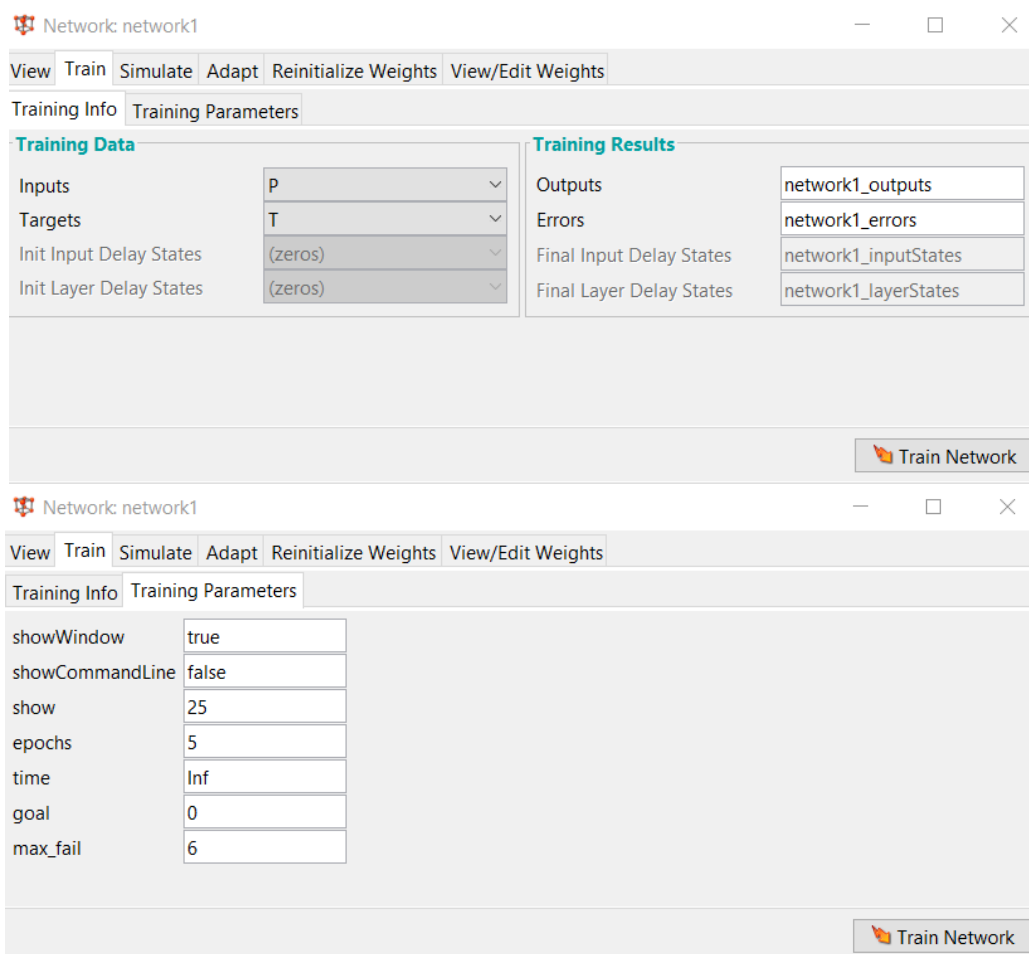 Network: network1
View Train Simulate Adapt Reinitialize Weights View/Edit Weights
Training Info Training Parameters
Training Data
Inputs P
Targets T
Init Input Delay States (zeros)
Init Layer Delay States (zeros)
Training Results
Outputs network1_outputs
Errors network1_errors
Final Input Delay States network1_inputStates
Final Layer Delay States network1_layerStates
Train Network
Network: network1
View Train Simulate Adapt Reinitialize Weights View/Edit Weights
Training Info Training Parameters
showWindow true
showCommandLine false
show 25
epochs 5
time Inf
goal 0
max_fail 6
Train Network